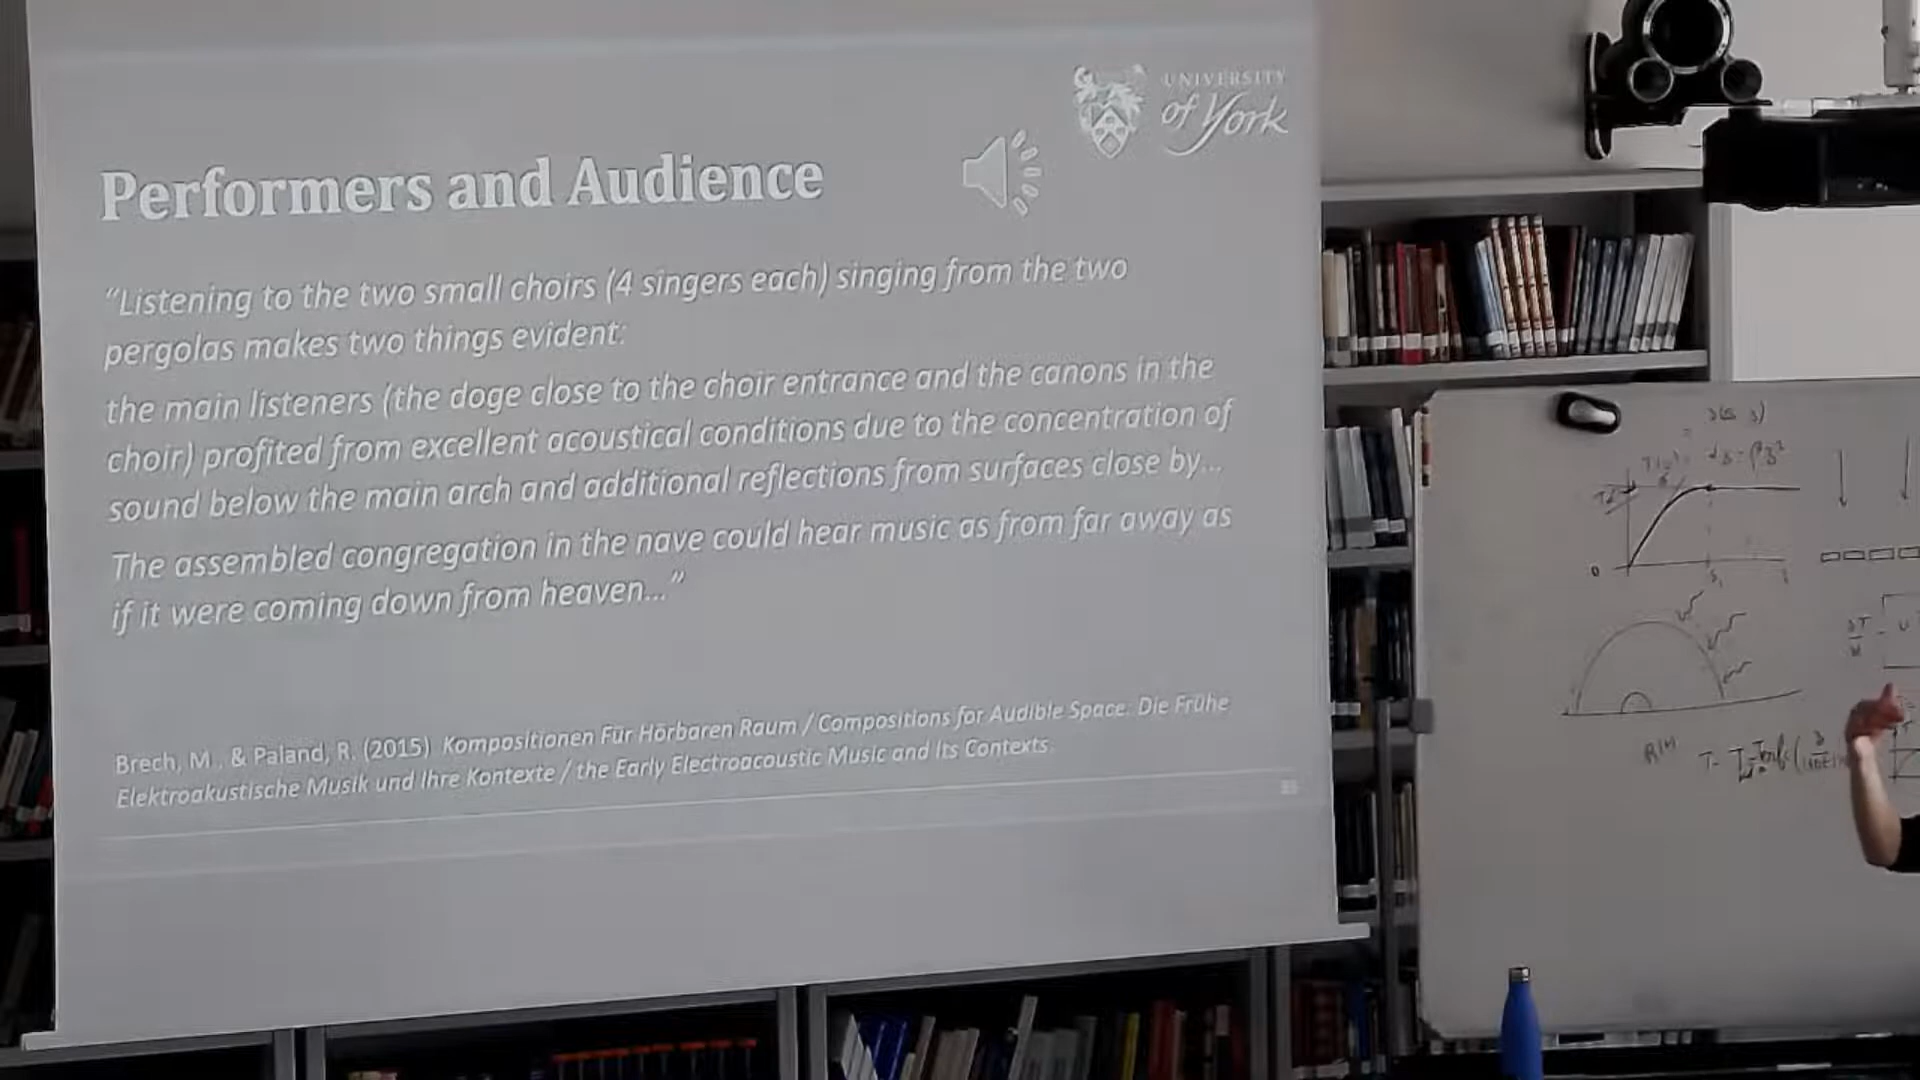 UNIVERSITY
of York
Performers and Audience
“Listening to the two small choirs (4 singers each) singing from the two
pergolas makes two things evident:
the main listeners (the doge close to the choir entrance and the canons in the
choir) profited from excellent acoustical conditions due to the concentration of
sound below the main arch and additional reflections from surfaces close by...
The assembled congregation in the nave could hear music as from far away as
if it were coming down from heaven...”
Brech, M., & Paland, R. (2015) Kompositionen Für Hörbaren Raum / Compositions for Audible Space: Die Frühe
Elektroakustische Musik und Ihre Kontexte / the Early Electroacoustic Music and Its Contexts.